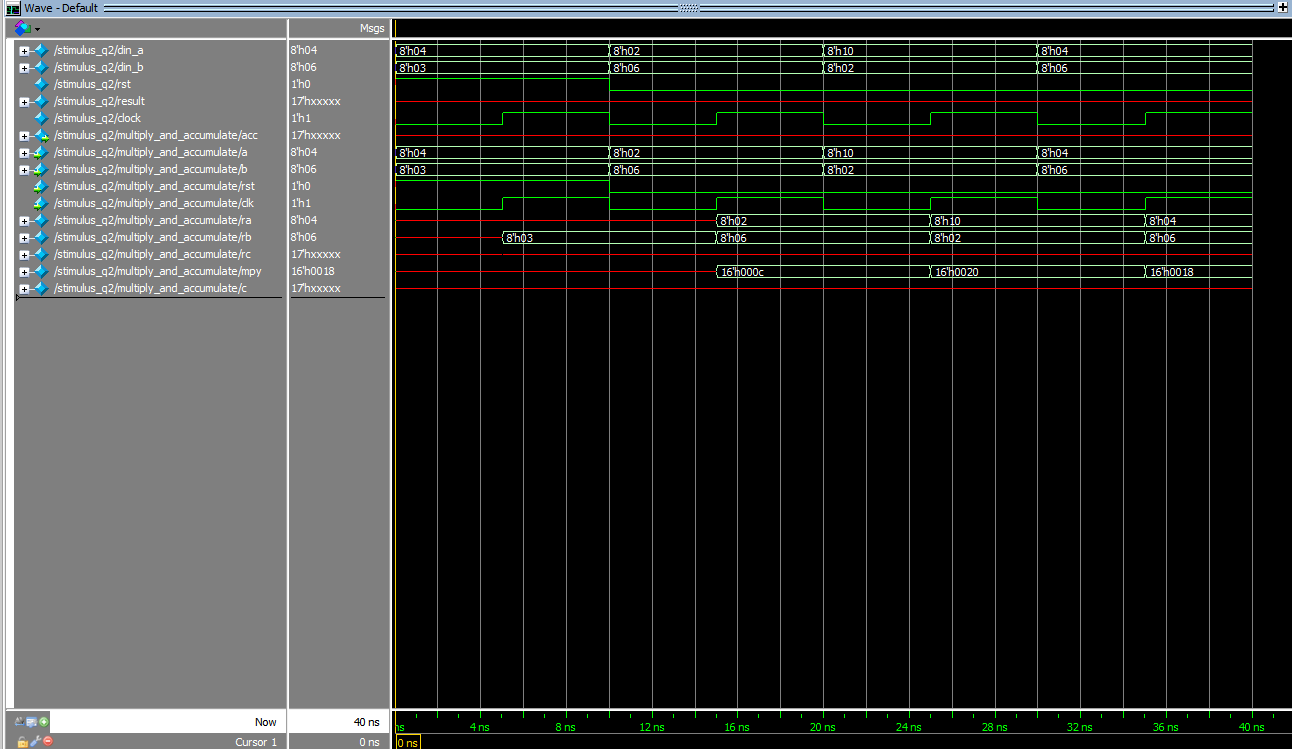 Wave - Default
Msgs
/stimulus_q2/din_a 8'h04 8'h04 8'h02 8'h10 8'h04
/stimulus_q2/din_b 8'h06 8'h03 8'h06 8'h02 8'h06
/stimulus_q2/rst 1'h0
/stimulus_q2/result 17'hxxxxx
/stimulus_q2/clock 1'h1
/stimulus_q2/multiply_and_accumulate/acc 17'hxxxxx
/stimulus_q2/multiply_and_accumulate/a 8'h04 8'h04 8'h02 8'h10 8'h04
/stimulus_q2/multiply_and_accumulate/b 8'h06 8'h03 8'h06 8'h02 8'h06
/stimulus_q2/multiply_and_accumulate/rst 1'h0
/stimulus_q2/multiply_and_accumulate/clk 1'h1
/stimulus_q2/multiply_and_accumulate/ra 8'h04 8'h02 8'h10 8'h04
/stimulus_q2/multiply_and_accumulate/rb 8'h06 8'h03 8'h06 8'h02 8'h06
/stimulus_q2/multiply_and_accumulate/rc 17'hxxxxx
/stimulus_q2/multiply_and_accumulate/mpy 16'h0018 16'h000c 16'h0020 16'h0018
/stimulus_q2/multiply_and_accumulate/c 17'hxxxxx
Now 40 ns ns 4 ns 8 ns 12 ns 16 ns 20 ns 24 ns 28 ns 32 ns 36 ns 40 ns
Cursor 1 0 ns 0 ns